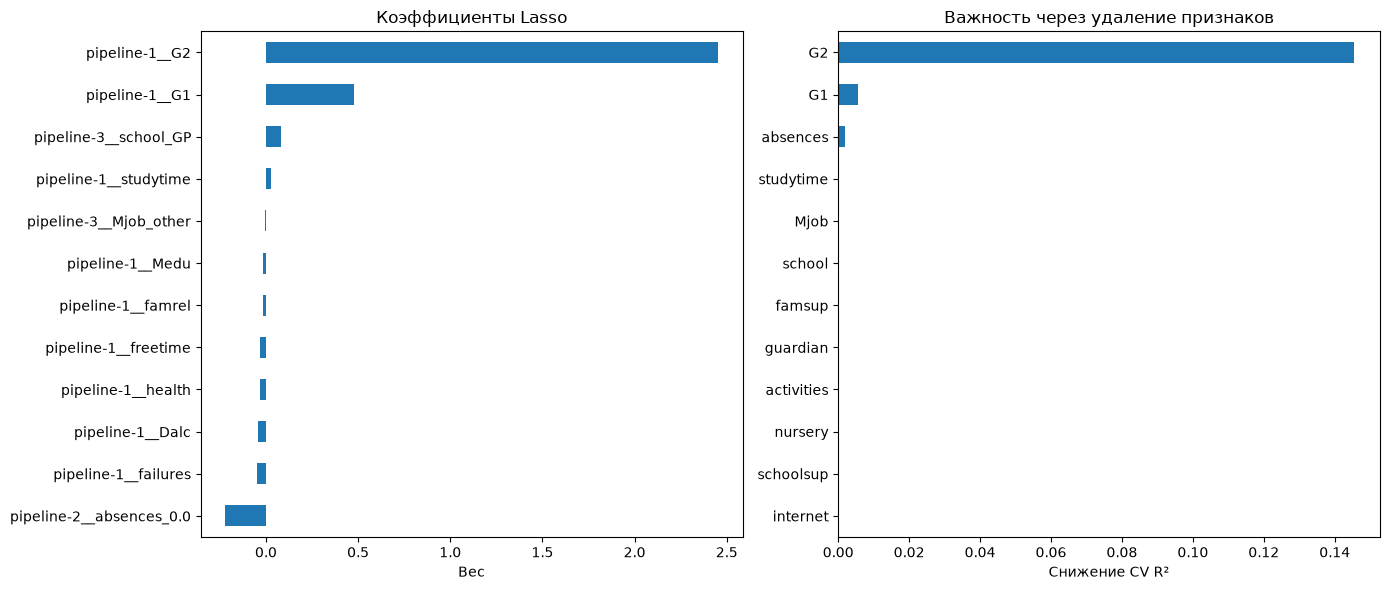 Коэффициенты Lasso
pipeline-1__G2
pipeline-1__G1
pipeline-3__school_GP
pipeline-1__studytime
pipeline-3__Mjob_other
pipeline-1__Medu
pipeline-1__famrel
pipeline-1__freetime
pipeline-1__health
pipeline-1__Dalc
pipeline-1__failures
pipeline-2__absences_0.0
0.0 0.5 1.0 1.5 2.0 2.5
Вес
Важность через удаление признаков
G2
G1
absences
studytime
Mjob
school
famsup
guardian
activities
nursery
schoolsup
internet
0.00 0.02 0.04 0.06 0.08 0.10 0.12 0.14
Снижение CV R²